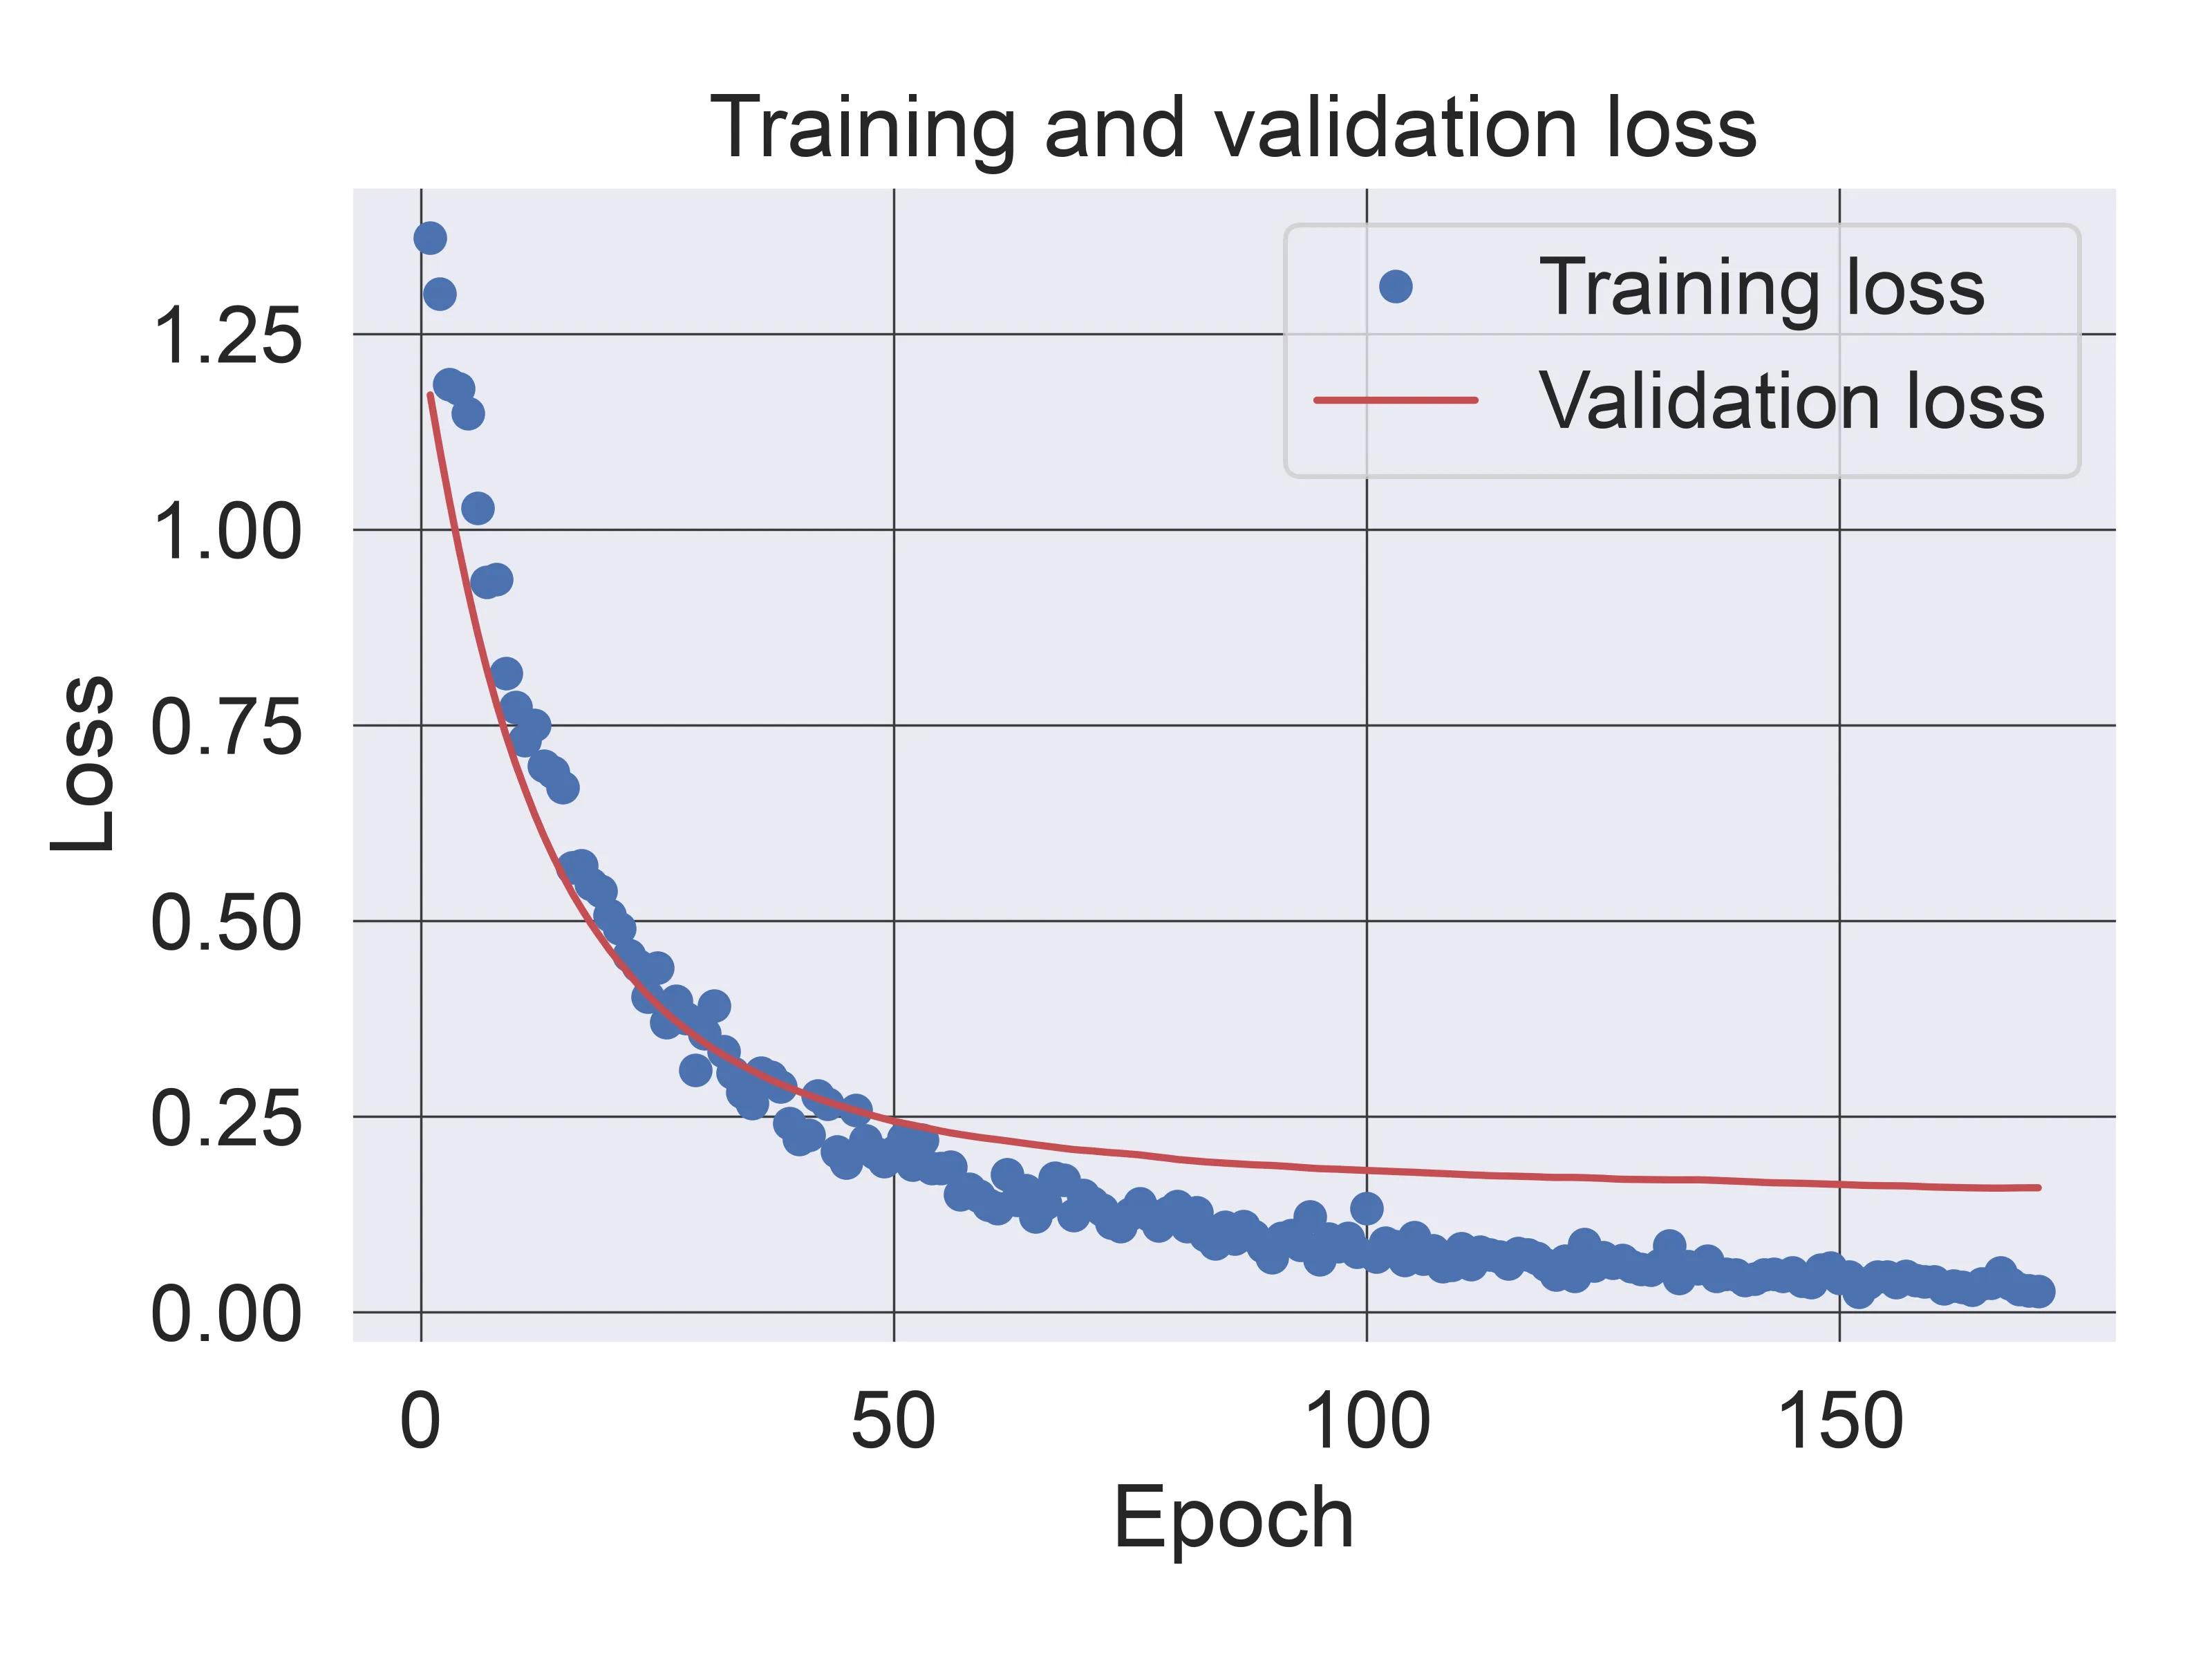 Training and validation loss
Training loss
Validation loss
Loss
1.25
1.00
0.75
0.50
0.25
0.00
0 50 100 150
Epoch